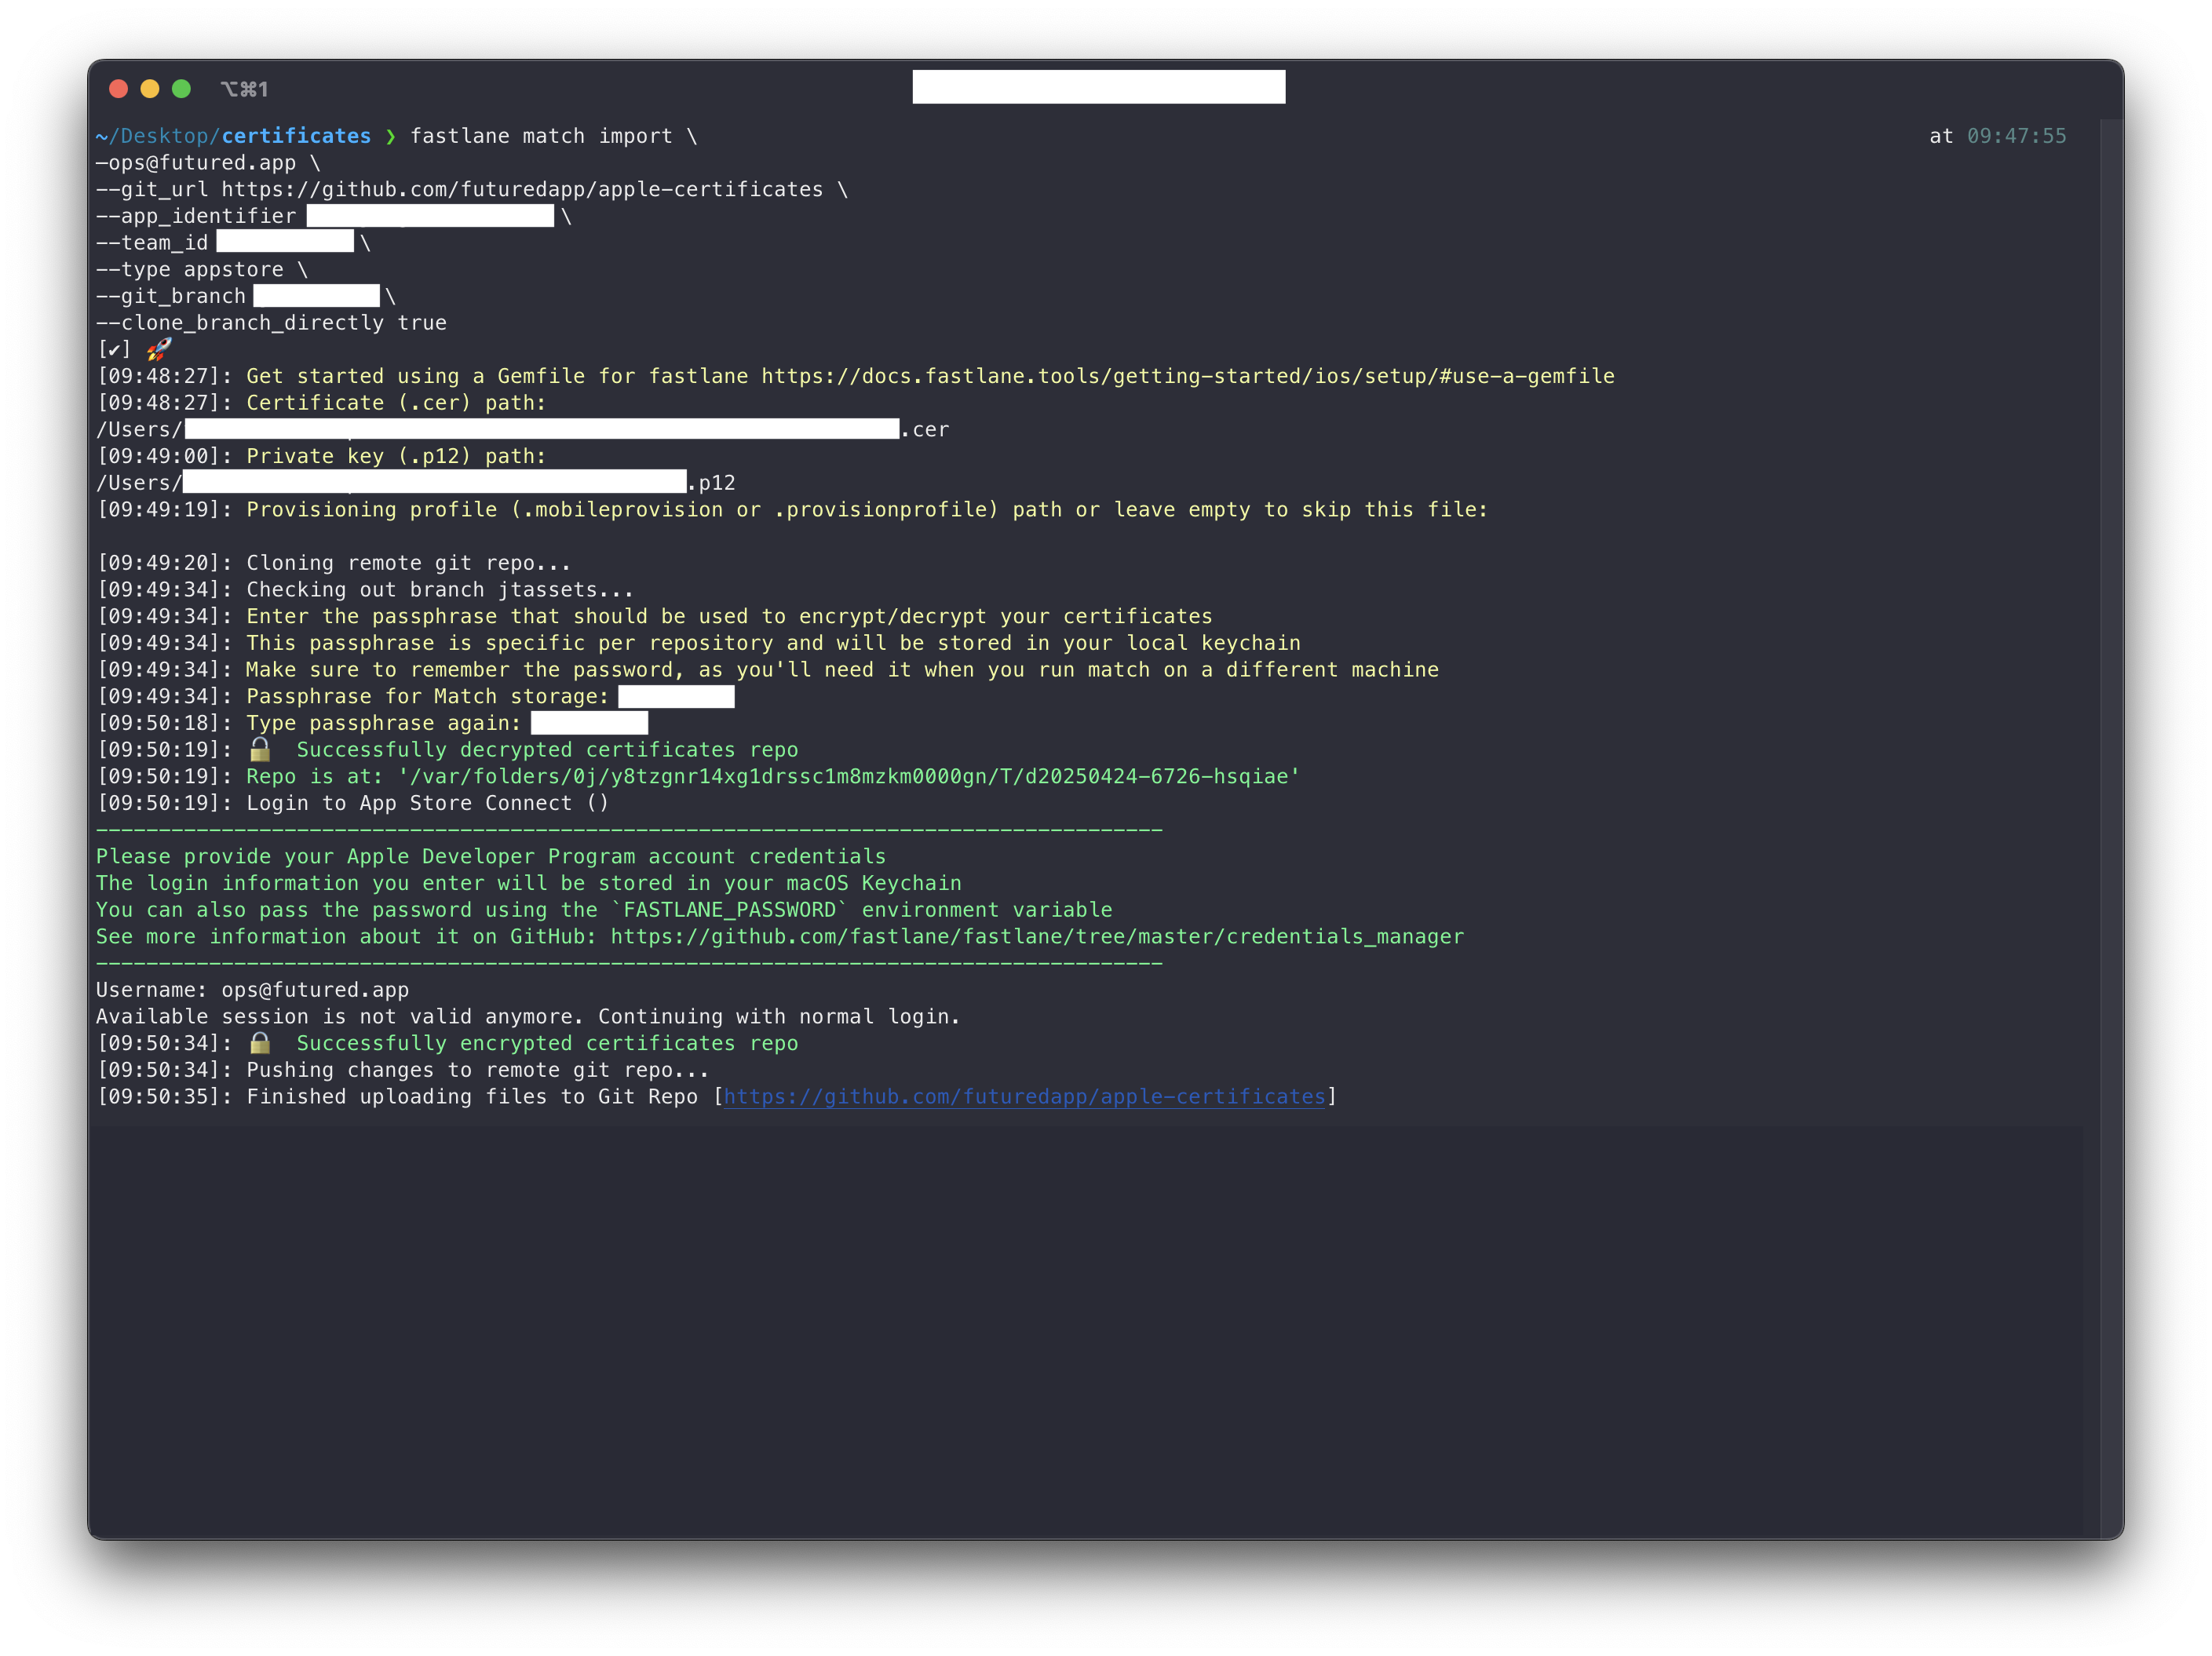 ⌥⌘1
~/Desktop/certificates ❯ fastlane match import \ at 09:47:55
—ops@futured.app \
--git_url https://github.com/futuredapp/apple-certificates \
--app_identifier \
--team_id \
--type appstore \
--git_branch \
--clone_branch_directly true
[✔] 🚀
[09:48:27]: Get started using a Gemfile for fastlane https://docs.fastlane.tools/getting-started/ios/setup/#use-a-gemfile
[09:48:27]: Certificate (.cer) path:
/Users/ .cer
[09:49:00]: Private key (.p12) path:
/Users/ .p12
[09:49:19]: Provisioning profile (.mobileprovision or .provisionprofile) path or leave empty to skip this file:
[09:49:20]: Cloning remote git repo...
[09:49:34]: Checking out branch jtassets...
[09:49:34]: Enter the passphrase that should be used to encrypt/decrypt your certificates
[09:49:34]: This passphrase is specific per repository and will be stored in your local keychain
[09:49:34]: Make sure to remember the password, as you'll need it when you run match on a different machine
[09:49:34]: Passphrase for Match storage:
[09:50:18]: Type passphrase again:
[09:50:19]: 🔓 Successfully decrypted certificates repo
[09:50:19]: Repo is at: '/var/folders/0j/y8tzgnr14xg1drssc1m8mzkm0000gn/T/d20250424-6726-hsqiae'
[09:50:19]: Login to App Store Connect ()
-------------------------------------------------------------------------------------
Please provide your Apple Developer Program account credentials
The login information you enter will be stored in your macOS Keychain
You can also pass the password using the `FASTLANE_PASSWORD` environment variable
See more information about it on GitHub: https://github.com/fastlane/fastlane/tree/master/credentials_manager
-------------------------------------------------------------------------------------
Username: ops@futured.app
Available session is not valid anymore. Continuing with normal login.
[09:50:34]: 🔒 Successfully encrypted certificates repo
[09:50:34]: Pushing changes to remote git repo...
[09:50:35]: Finished uploading files to Git Repo [https://github.com/futuredapp/apple-certificates]